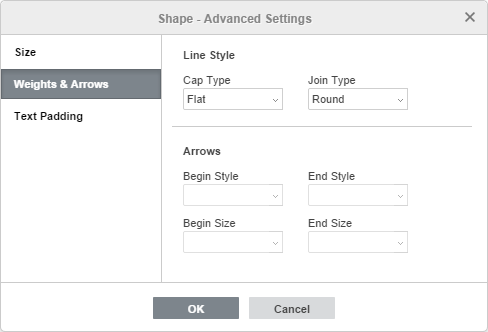 Shape - Advanced Settings
Size
Weights & Arrows
Text Padding
Line Style
Cap Type Join Type
Flat Round
Arrows
Begin Style End Style
Begin Size End Size
OK Cancel